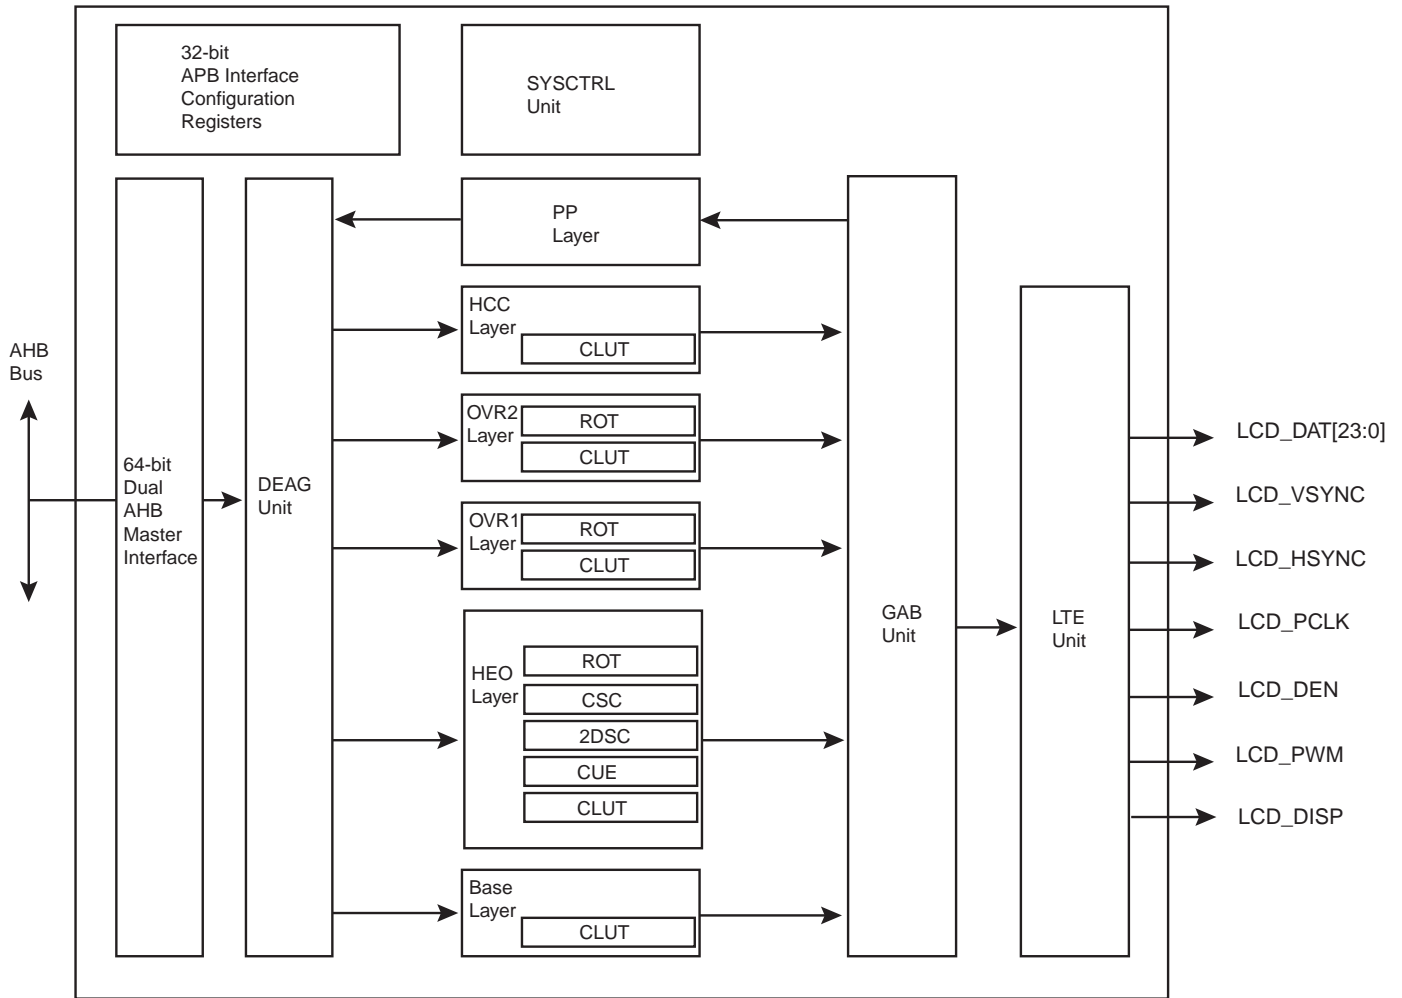 32-bit
APB Interface
Configuration
Registers
SYSCTRL
Unit
PP
Layer
HCC
Layer
CLUT
AHB
Bus
OVR2
Layer
ROT
CLUT
64-bit
Dual
AHB
Master
Interface
DEAG
Unit
OVR1
Layer
ROT
CLUT
HEO
Layer
ROT
CSC
2DSC
CUE
CLUT
Base
Layer
CLUT
GAB
Unit
LTE
Unit
LCD_DAT[23:0]
LCD_VSYNC
LCD_HSYNC
LCD_PCLK
LCD_DEN
LCD_PWM
LCD_DISP